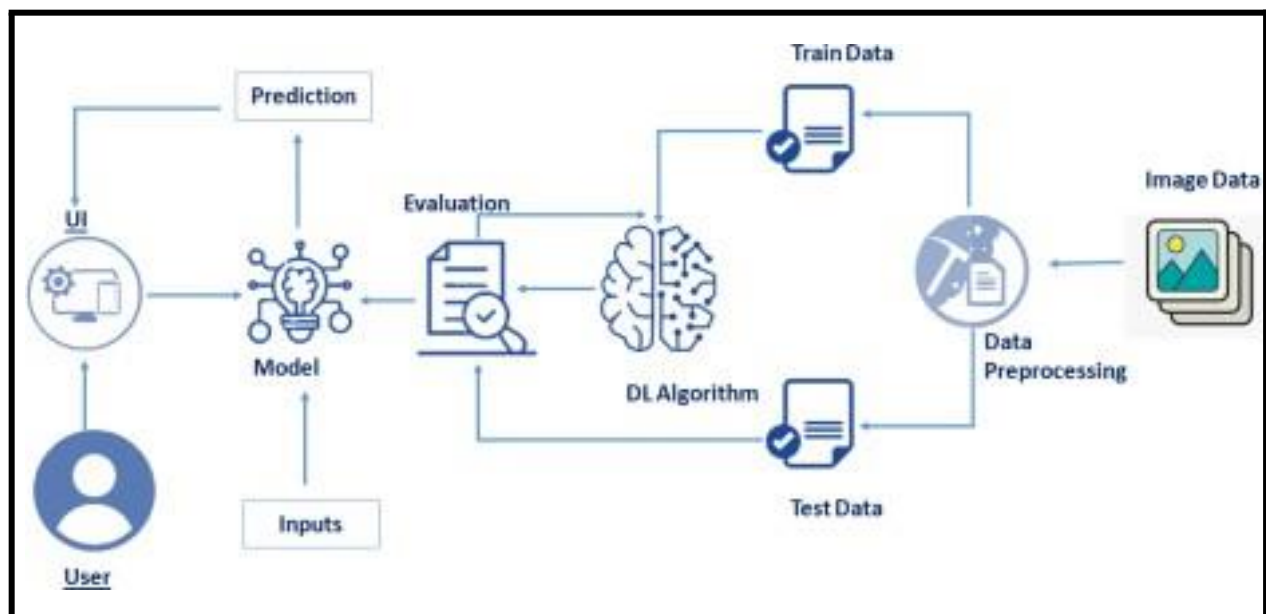 Train Data
Prediction
Image Data
Evaluation
UI
Data
Preprocessing
Model
DL Algorithm
Inputs
Test Data
User